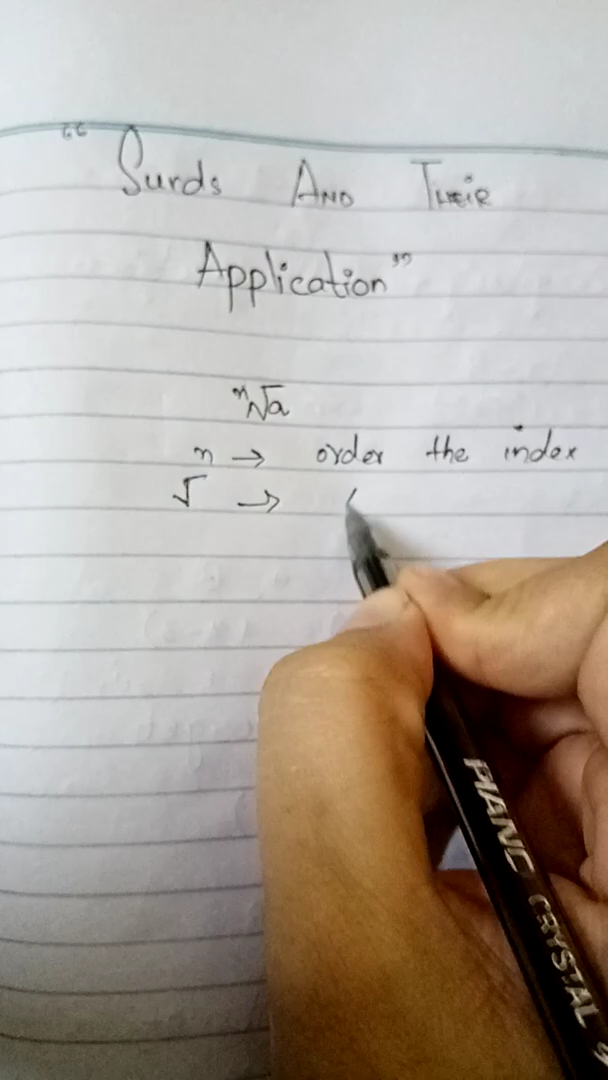 “ Surds AND THEIR
Application”
ⁿ√a
n → order the index
√ → (
PIANO CRYSTAL